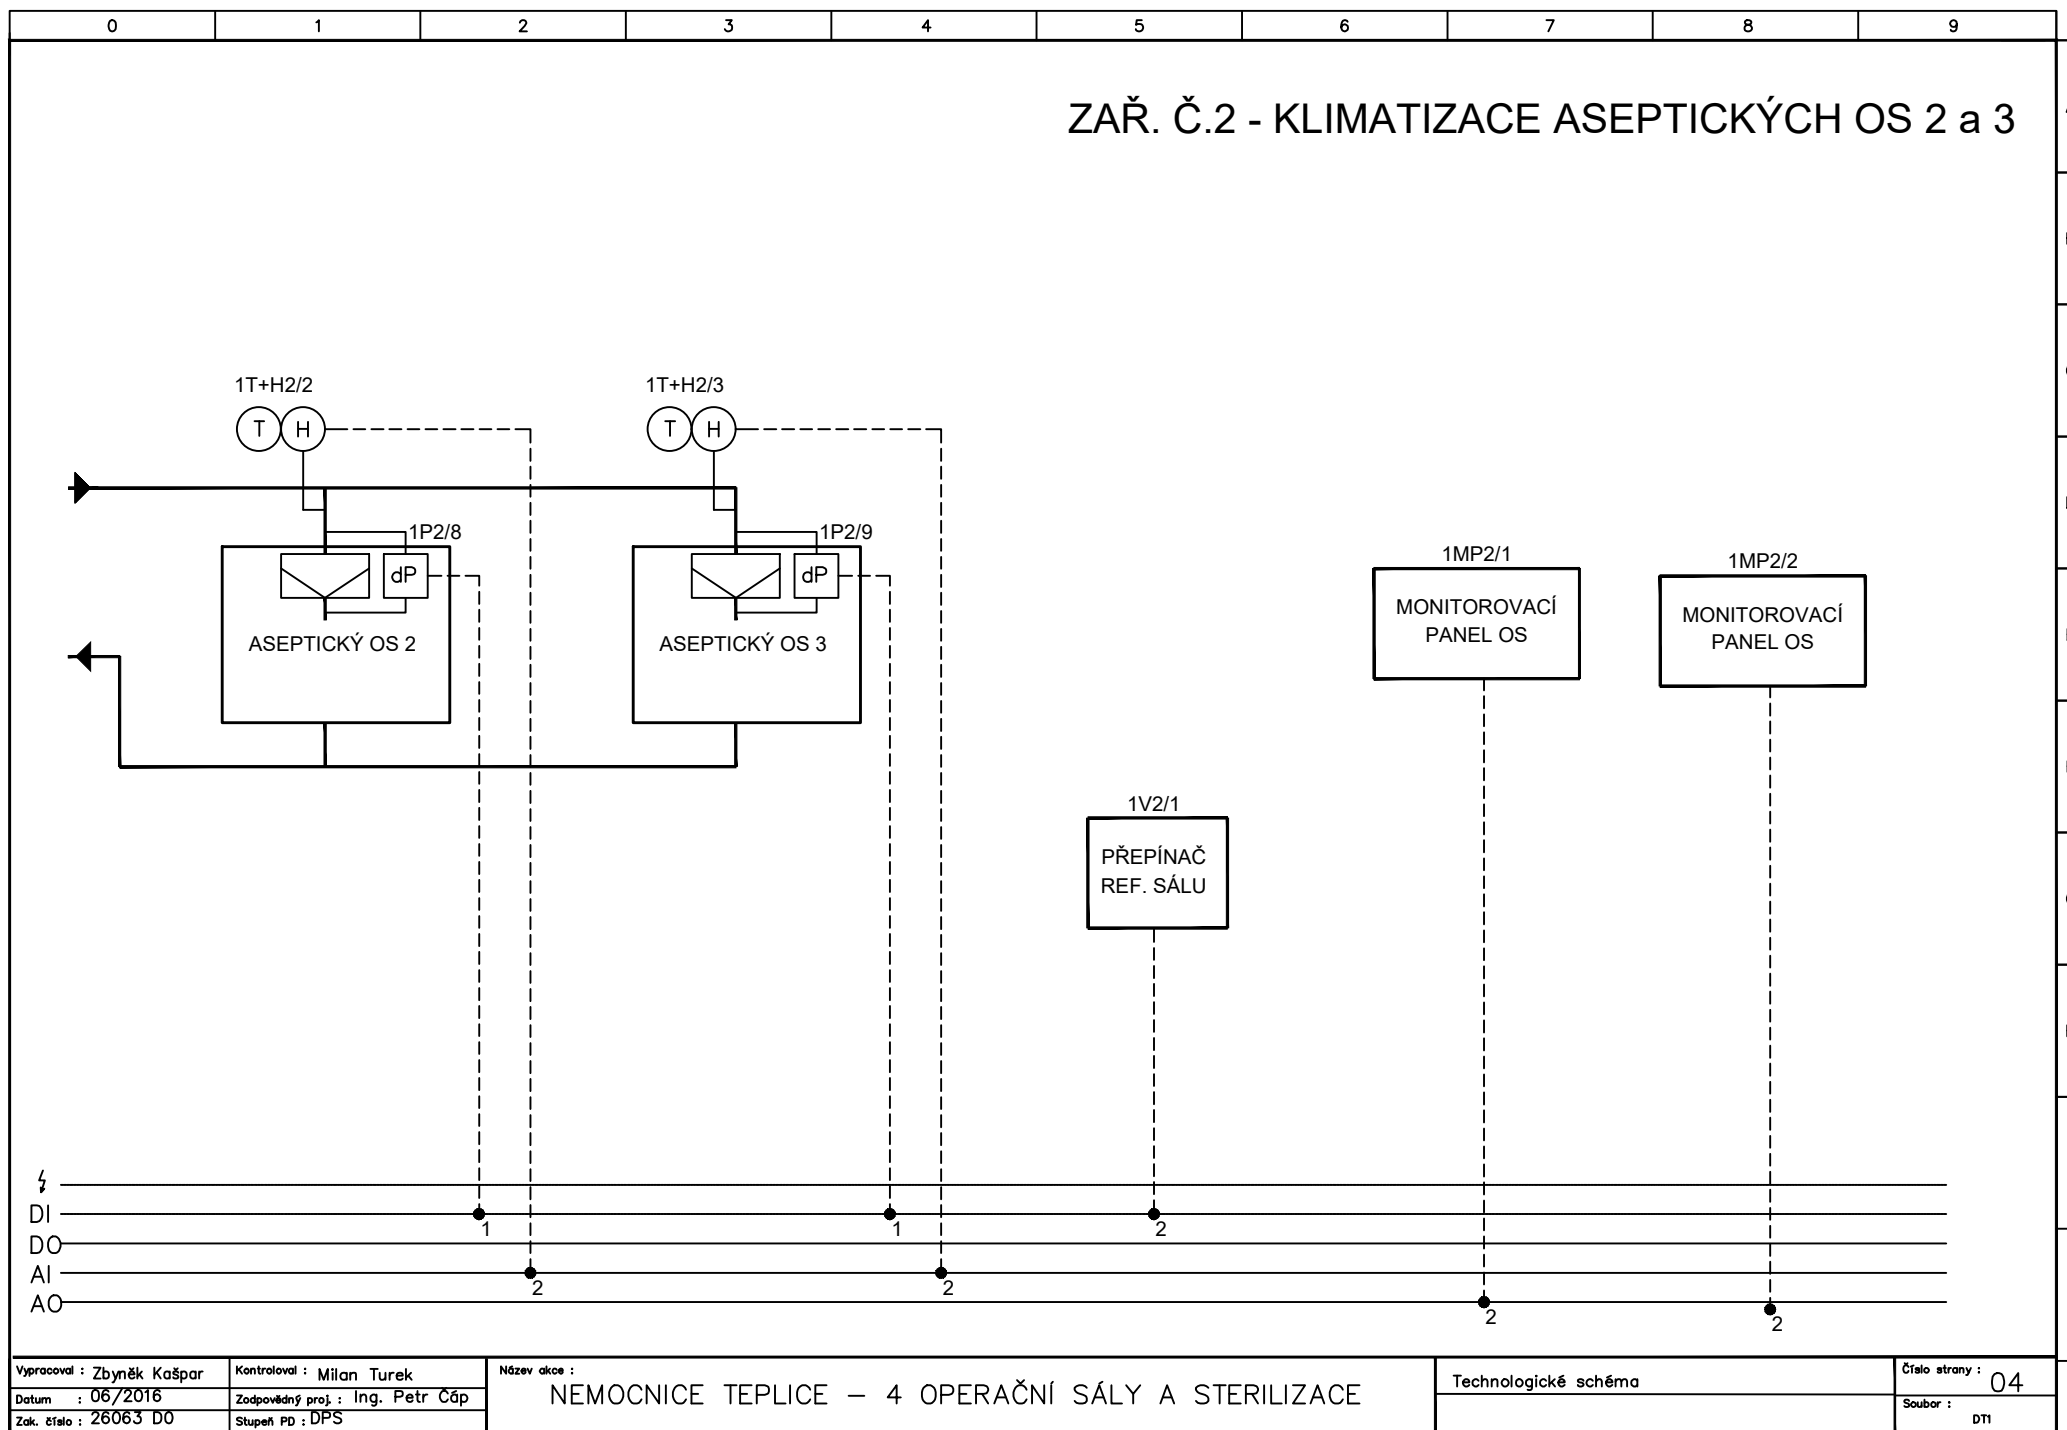 0 1 2 3 4 5 6 7 8 9
ZAŘ. Č.2 - KLIMATIZACE ASEPTICKÝCH OS 2 a 3
1T+H2/2
1T+H2/3
T H
T H
1P2/8
1P2/9
dP
dP
ASEPTICKÝ OS 2
ASEPTICKÝ OS 3
1MP2/1
MONITOROVACÍ
PANEL OS
1MP2/2
MONITOROVACÍ
PANEL OS
1V2/1
PŘEPÍNAČ
REF. SÁLU
DI
1
1
2
DO
AI
2
2
AO
2
2
Vypracoval : Zbyněk Kašpar
Datum : 06/2016
Zak. číslo : 26063 D0
Kontroloval : Milan Turek
Zodpovědný proj. : Ing. Petr Čáp
Stupeň PD : DPS
Název akce :
NEMOCNICE TEPLICE – 4 OPERAČNÍ SÁLY A STERILIZACE
Technologické schéma
Číslo strany : 04
Soubor :
DT1